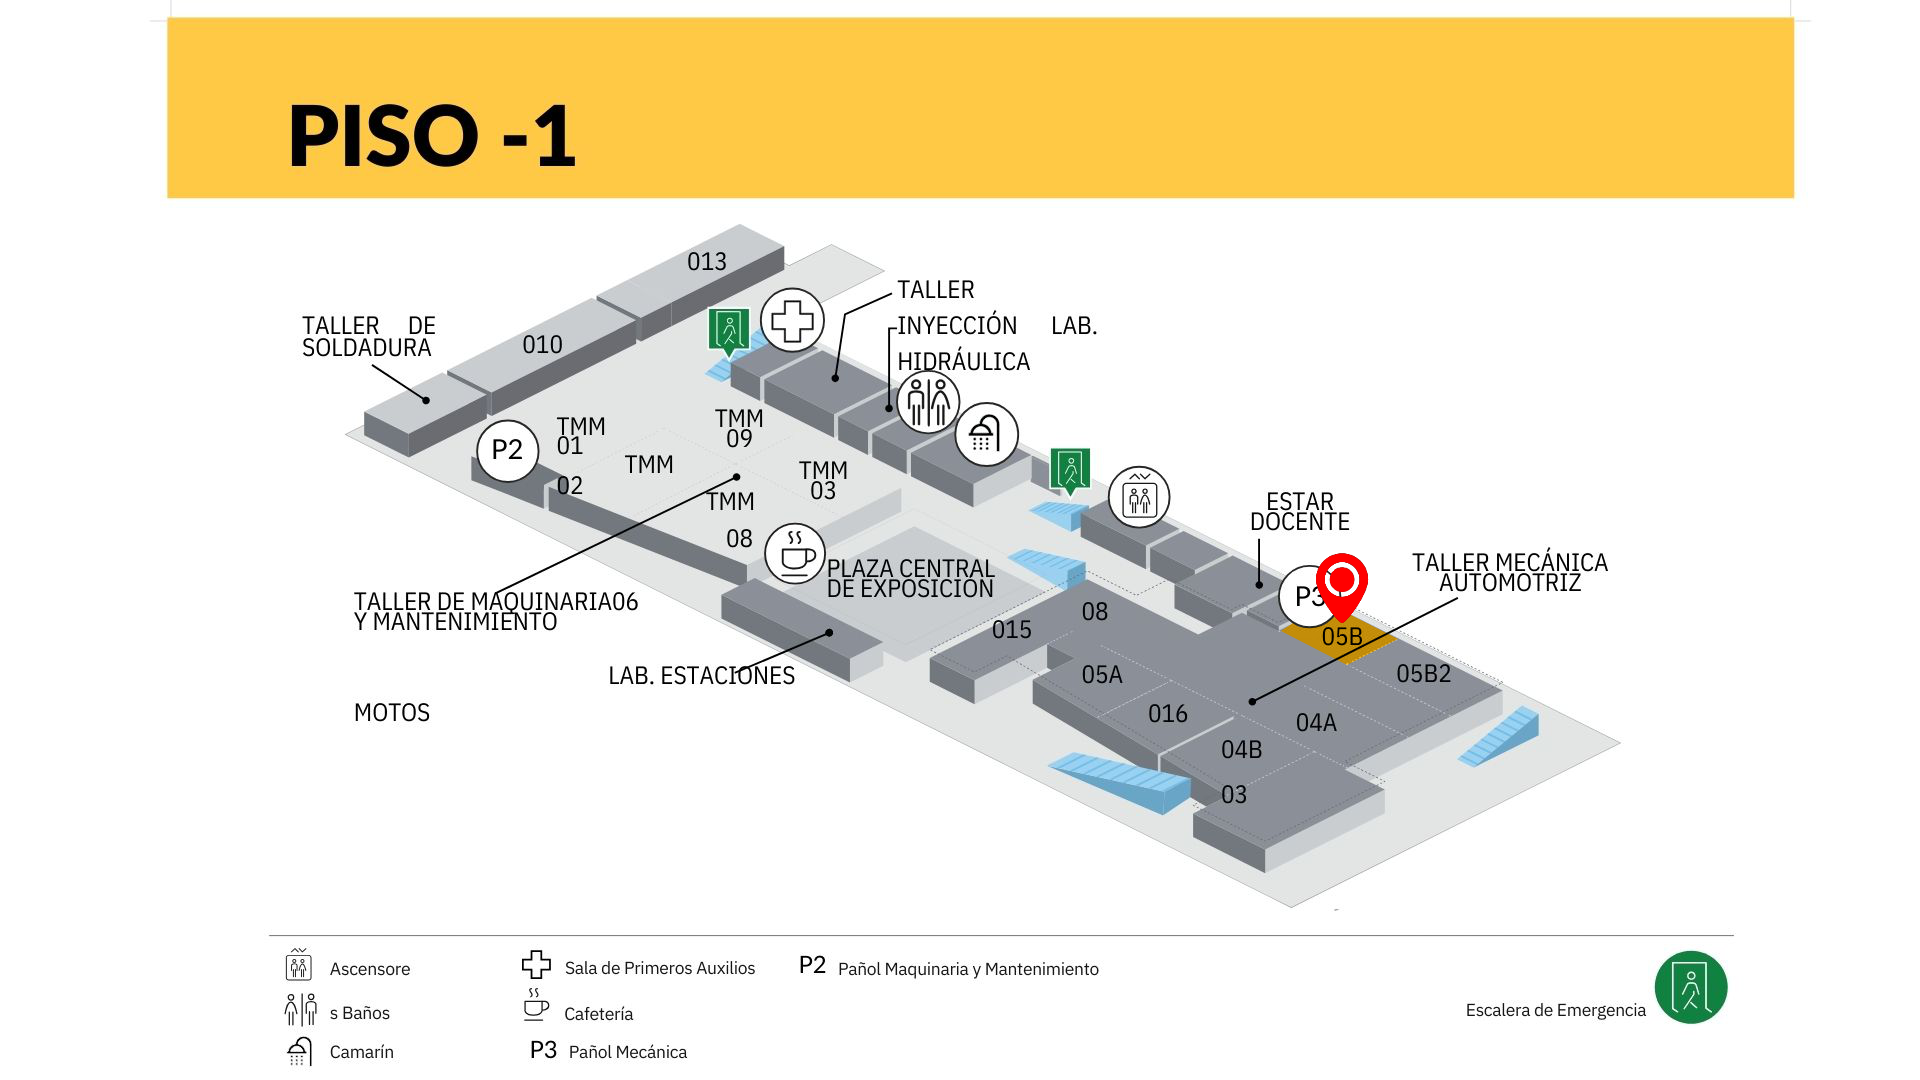 PISO -1
013
TALLER
TALLER DE
SOLDADURA
INYECCIÓN LAB.
010
HIDRÁULICA
TMM
01
TMM
09
P2
TMM
TMM
03
02
TMM
08
ESTAR
DOCENTE
PLAZA CENTRAL
DE EXPOSICIÓN
TALLER MECÁNICA
AUTOMOTRIZ
TALLER DE MAQUINARIA06
Y MANTENIMIENTO
P3
08
015
05B
LAB. ESTACIONES
05A
05B2
MOTOS
016
04A
04B
03
Ascensore
Sala de Primeros Auxilios
P2 Pañol Maquinaria y Mantenimiento
s Baños
Cafetería
Escalera de Emergencia
Camarín
P3 Pañol Mecánica